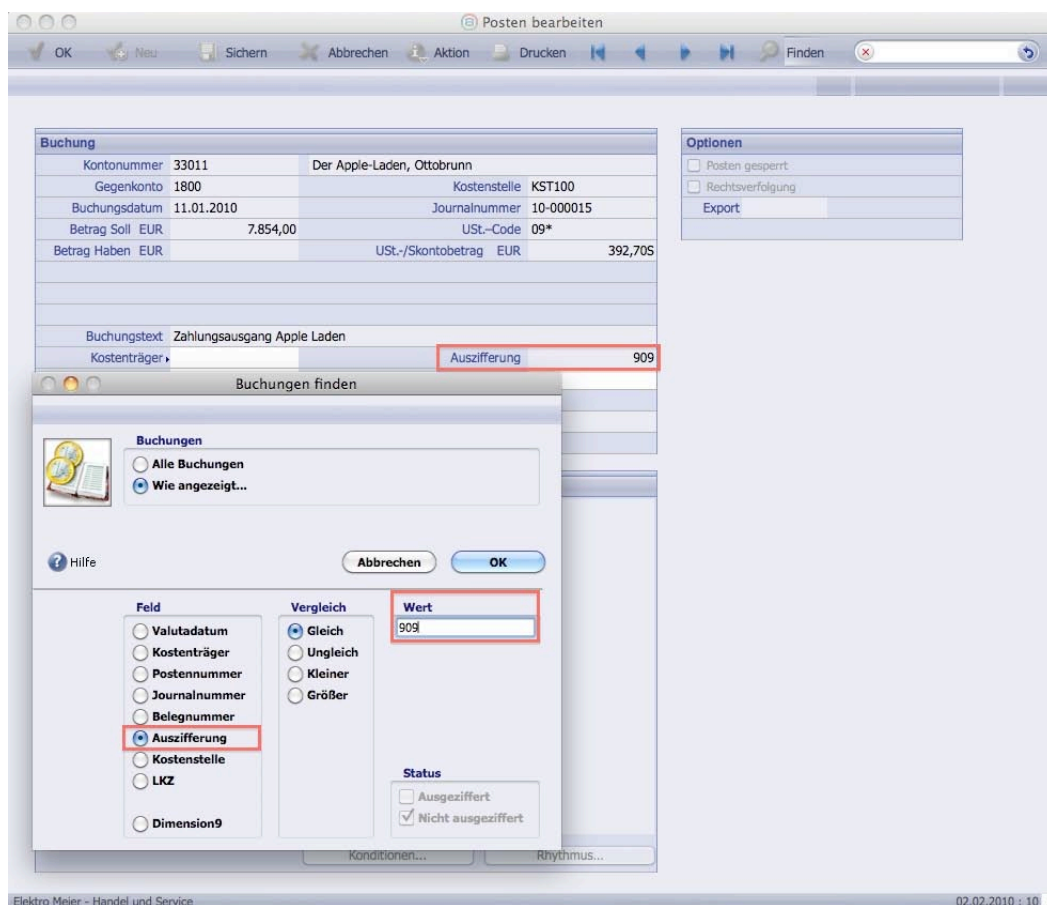 Posten bearbeiten
OK Neu Sichern Abbrechen Aktion Drucken Finden
Buchung
Kontonummer 33011 Der Apple-Laden, Ottobrunn
Gegenkonto 1800 Kostenstelle KST100
Buchungsdatum 11.01.2010 Journalnummer 10-000015
Betrag Soll EUR 7.854,00 USt.-Code 09*
Betrag Haben EUR USt.-/Skontobetrag EUR 392,70S
Buchungstext Zahlungsausgang Apple Laden
Kostenträger Auszifferung 909
Optionen
Posten gesperrt
Rechtsverfolgung
Export
Buchungen finden
Buchungen
Alle Buchungen
Wie angezeigt...
Hilfe Abbrechen OK
Feld Vergleich Wert
Valutadatum Gleich 909
Kostenträger Ungleich
Postennummer Kleiner
Journalnummer Größer
Belegnummer
Auszifferung
Kostenstelle
LKZ
Dimension9
Status
Ausgeziffert
Nicht ausgeziffert
Konditionen... Rhythmus...
Elektro Meier - Handel und Service 02.02.2010 : 10